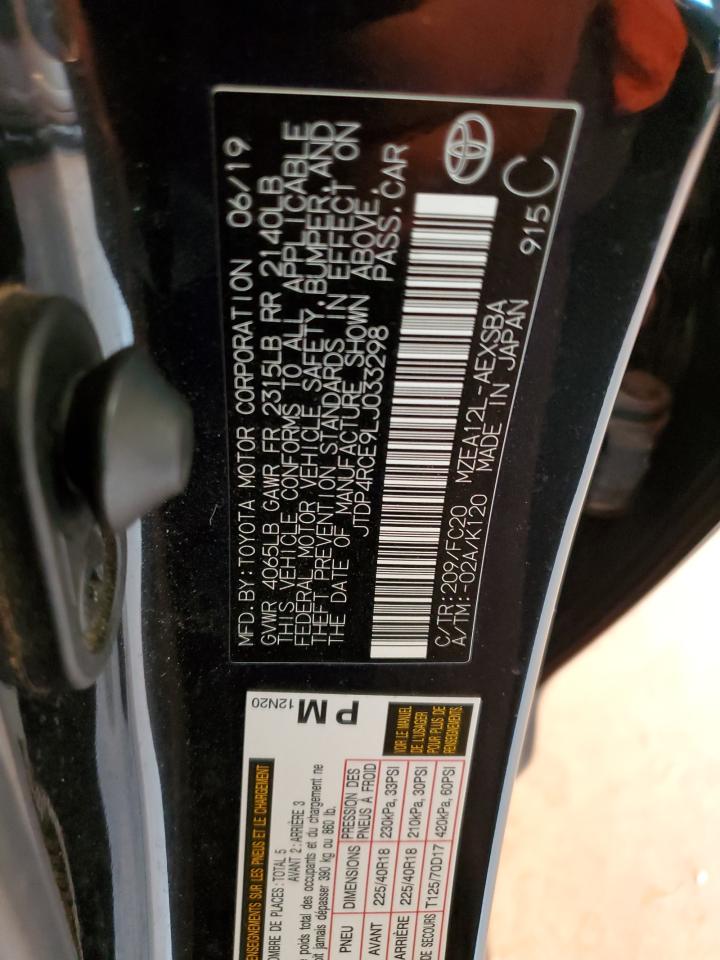 MFD.BY:TOYOTA MOTOR CORPORATION 06/19
GVWR 4065LB GAWR FR 2315LB RR 2140LB
THIS VEHICLE CONFORMS TO ALL APPLICABLE
FEDERAL MOTOR VEHICLE SAFETY,BUMPER,AND
THEFT PREVENTION STANDARDS IN EFFECT ON
THE DATE OF MANUFACTURE SHOWN ABOVE.
JTDP4RCE9LJ033298 PASS.CAR
C/TR:209/FC20 MZEA12L-AEXSBA
A/TM:-02A/K120 MADE IN JAPAN
915 C
PM
12N20
RENSEIGNEMENTS SUR LES PNEUS ET LE CHARGEMENT
NOMBRE DE PLACES:TOTAL 5
AVANT 2:ARRIÈRE 3
poids total des occupants et du chargement ne
doit jamais dépasser 390 kg ou 860 lb.
PNEU DIMENSIONS PRESSION DES PNEUS À FROID
AVANT 225/40R18 230kPa, 33PSI
ARRIÈRE 225/40R18 210kPa, 30PSI
DE SECOURS T125/70D17 420kPa, 60PSI
VOIR LE MANUEL
DE L'USAGER
POUR PLUS DE
RENSEIGNEMENTS.